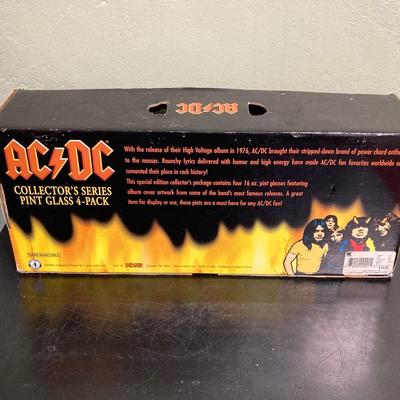 AC DC
AC DC
COLLECTOR'S SERIES
PINT GLASS 4-PACK
With the release of their High Voltage album in 1976, AC/DC brought their stripped-down brand of power chord anth
to the masses. Raunchy lyrics delivered with humor and high energy have made AC/DC fan favorites worldwide a
cemented their place in rock history!
This special edition collector's package contains four 16 oz. pint glasses featuring
album cover artwork from some of the band's most famous releases. A
great item for display or use, these pints are a must have for any AC/DC fan!
HAND WASH ONLY